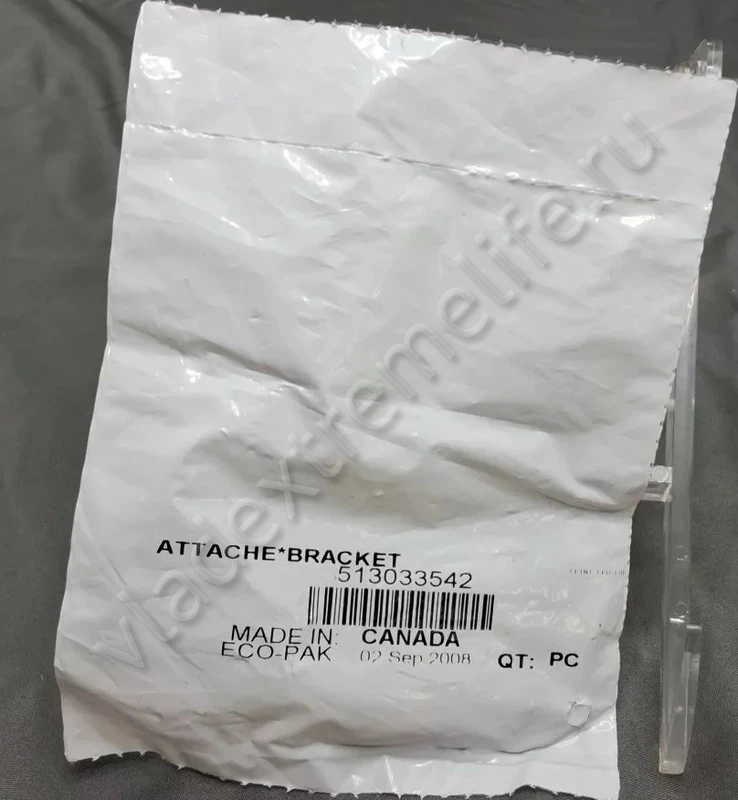 vladextremelife.ru
ATTACHE*BRACKET
513033542
MADE IN: CANADA
ECO-PAK 02 Sep 2008 QT: PC